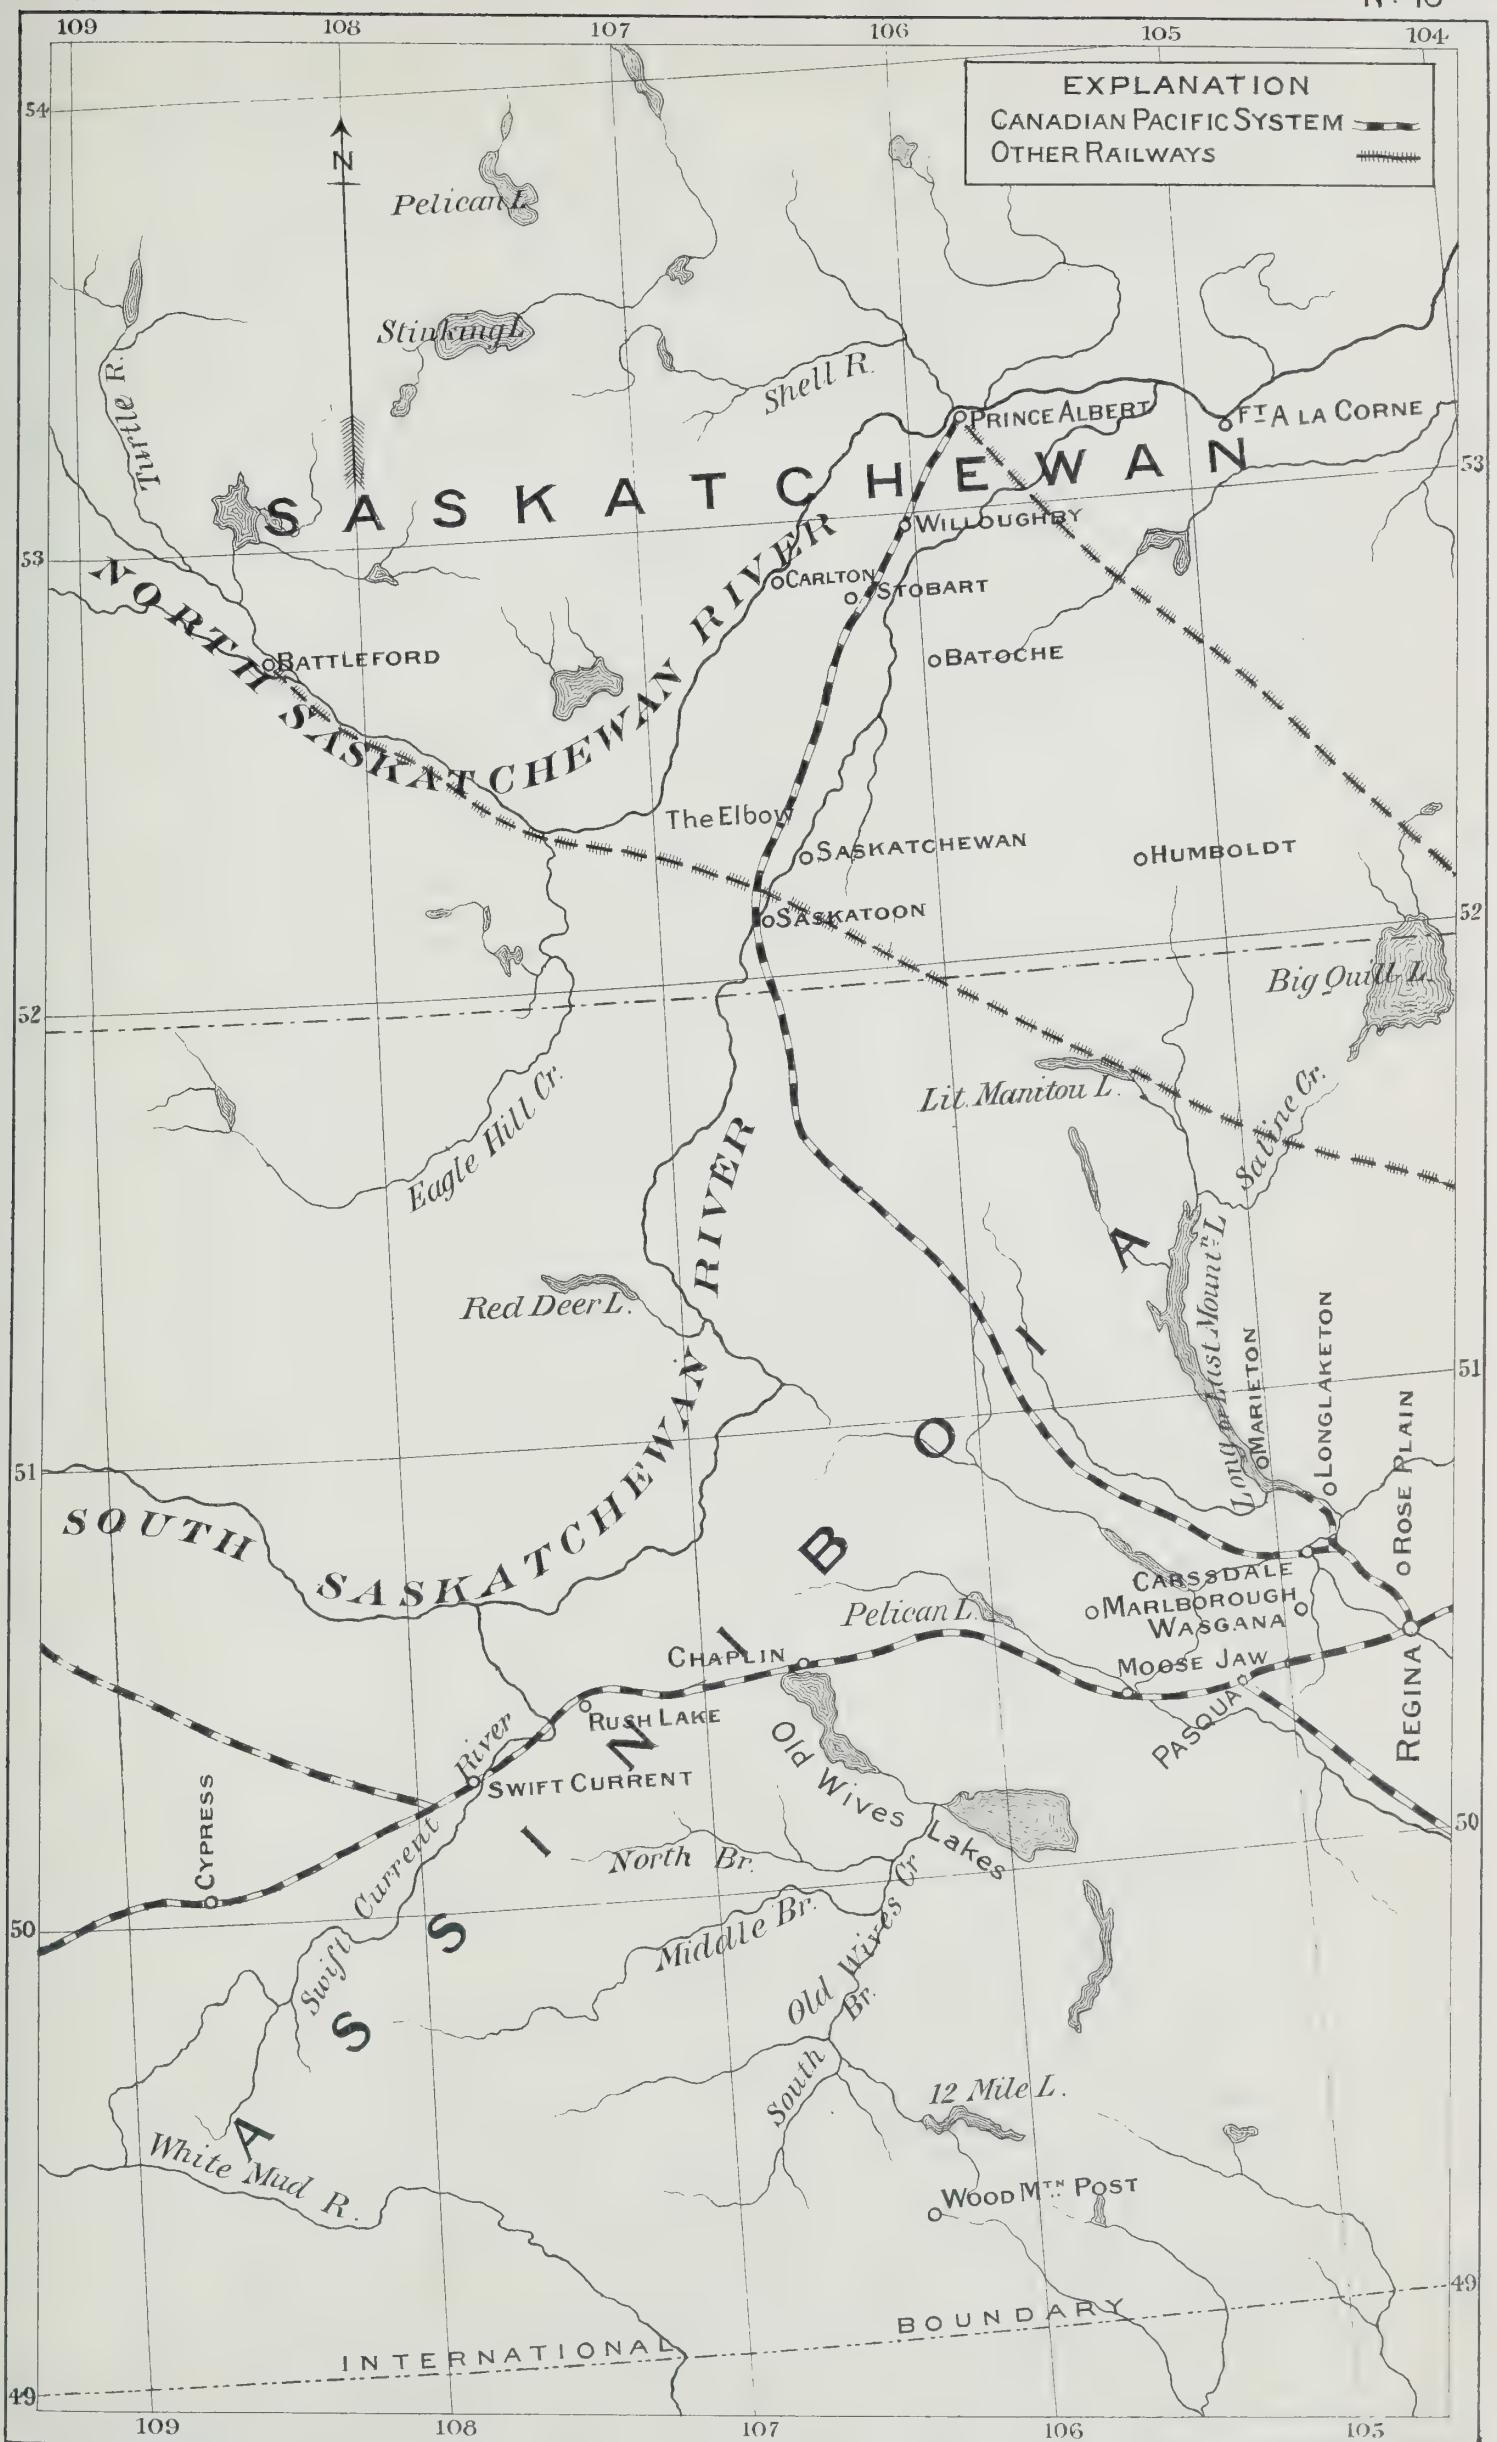 109 108 107 106 105 104
EXPLANATION
CANADIAN PACIFIC SYSTEM
OTHER RAILWAYS
54
N
Pelican L
Stinking L
Turtle R.
Shell R.
PRINCE ALBERT
FT A LA CORNE
SASKATCHEWAN
53
53
NORTH SASKATCHEWAN RIVER
WILLOUGHBY
CARLTON
STOBART
BATTLEFORD
BATOCHE
The Elbow
SASKATCHEWAN
HUMBOLDT
SASKATOON
52
Big Quill L
52
Lit. Manitou L.
Saline Cr.
Eagle Hill Cr.
Red Deer L.
Long or Last Mountn L
MARIETON
LONGLAKETON
ROSE PLAIN
51
51
SOUTH SASKATCHEWAN RIVER
ASSINIBOIA
CARSSDALE
MARLBOROUGH
WASGANA
Pelican L.
CHAPLIN
MOOSE JAW
PASQUA
REGINA
RUSH LAKE
SWIFT CURRENT
Swift Current River
CYPRESS
Old Wives Lakes
50
50
North Br.
Middle Br.
Old Wives Cr
South Br.
12 Mile L.
White Mud R.
WOOD MTN POST
49
INTERNATIONAL BOUNDARY
49
109 108 107 106 105